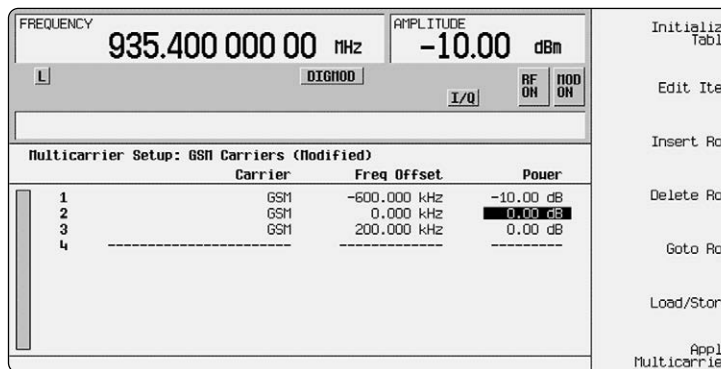 FREQUENCY
935.400 000 00 MHz
AMPLITUDE
-10.00 dBm
L
DIGMOD
I/Q
RF ON
MOD ON
Multicarrier Setup: GSM Carriers (Modified)
Carrier Freq Offset Power
1 GSM -600.000 kHz -10.00 dB
2 GSM 0.000 kHz 0.00 dB
3 GSM 200.000 kHz 0.00 dB
4 ---------------------- ------------- ---------
Initializ
Tabl
Edit Ite
Insert Ro
Delete Ro
Goto Ro
Load/Stor
Appl
Multicarrie